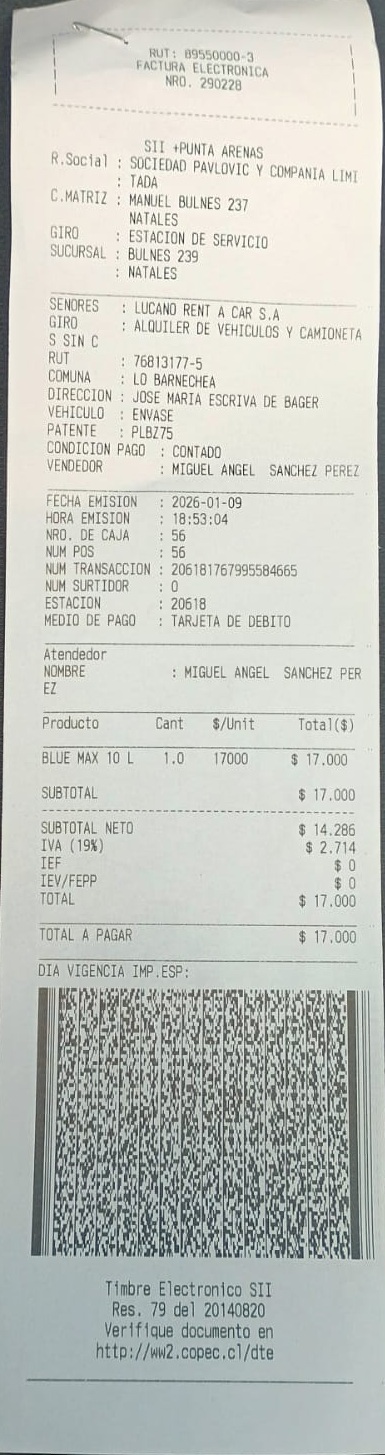 RUT: 89550000-3
FACTURA ELECTRONICA
NRO. 290228
SII +PUNTA ARENAS
R.Social : SOCIEDAD PAVLOVIC Y COMPANIA LIMI
: TADA
C.MATRIZ : MANUEL BULNES 237
NATALES
GIRO : ESTACION DE SERVICIO
SUCURSAL : BULNES 239
: NATALES
SENORES : LUCANO RENT A CAR S.A
GIRO : ALQUILER DE VEHICULOS Y CAMIONETA
S SIN C
RUT : 76813177-5
COMUNA : LO BARNECHEA
DIRECCION : JOSE MARIA ESCRIVA DE BAGER
VEHICULO : ENVASE
PATENTE : PLBZ75
CONDICION PAGO : CONTADO
VENDEDOR : MIGUEL ANGEL SANCHEZ PEREZ
FECHA EMISION : 2026-01-09
HORA EMISION : 18:53:04
NRO. DE CAJA : 56
NUM POS : 56
NUM TRANSACCION : 206181767995584665
NUM SURTIDOR : 0
ESTACION : 20618
MEDIO DE PAGO : TARJETA DE DEBITO
Atendedor
NOMBRE : MIGUEL ANGEL SANCHEZ PER
EZ
Producto Cant $/Unit Total($)
BLUE MAX 10 L 1.0 17000 $ 17.000
SUBTOTAL $ 17.000
SUBTOTAL NETO $ 14.286
IVA (19%) $ 2.714
IEF $ 0
IEV/FEPP $ 0
TOTAL $ 17.000
TOTAL A PAGAR $ 17.000
DIA VIGENCIA IMP.ESP:
Timbre Electronico SII
Res. 79 del 20140820
Verifique documento en
http://ww2.copec.cl/dte